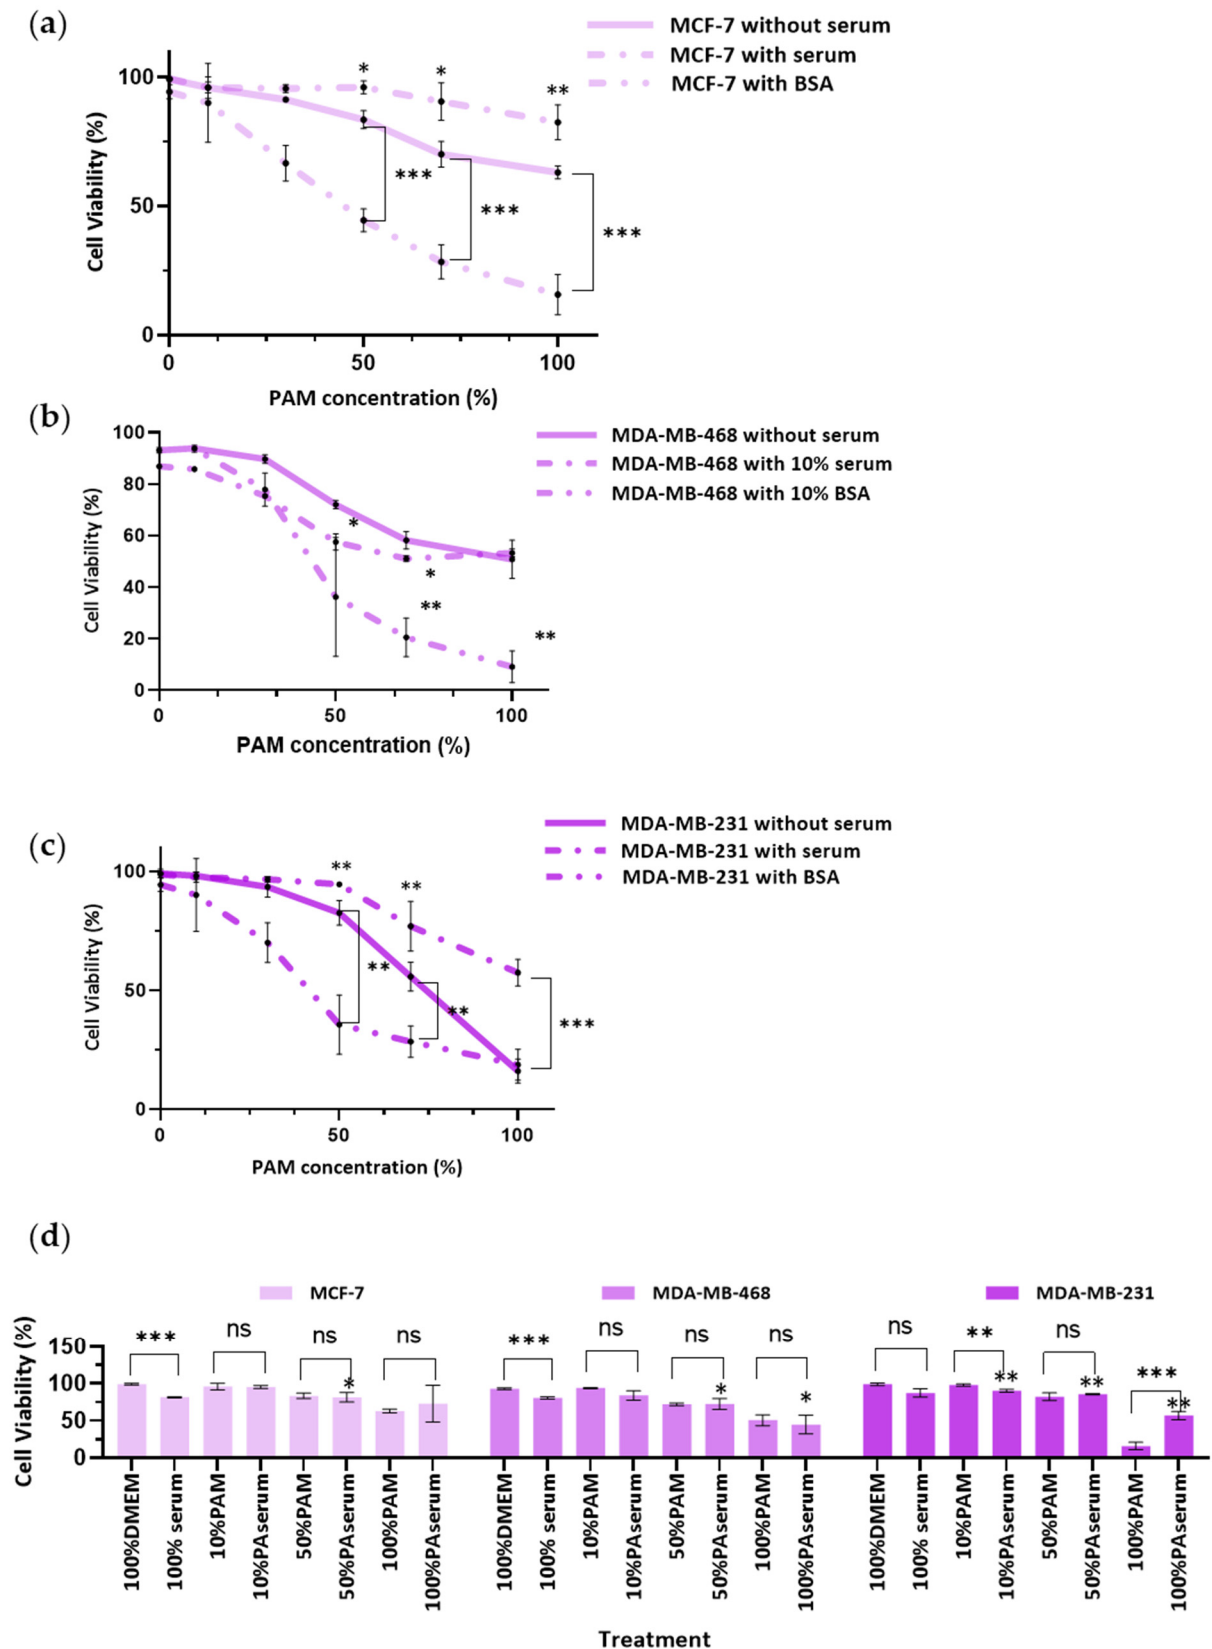 (a)
MCF-7 without serum
MCF-7 with serum
MCF-7 with BSA
Cell Viability (%)
100
50
0
* * **
***
***
***
0 50 100
PAM concentration (%)
(b)
MDA-MB-468 without serum
MDA-MB-468 with 10% serum
MDA-MB-468 with 10% BSA
Cell Viability (%)
100
80
60
40
20
0
*
*
**
**
0 50 100
PAM concentration (%)
(c)
MDA-MB-231 without serum
MDA-MB-231 with serum
MDA-MB-231 with BSA
Cell Viability (%)
100
50
0
** **
**
**
***
0 50 100
PAM concentration (%)
(d)
MCF-7 MDA-MB-468 MDA-MB-231
Cell Viability (%)
150
100
50
0
*** ns ns ns *** ns ns ns ns ** ns ***
* * * ** ** **
100%DMEM
100% serum
10%PAM
10%PAserum
50%PAM
50%PAserum
100%PAM
100%PAserum
100%DMEM
100% serum
10%PAM
10%PAserum
50%PAM
50%PAserum
100%PAM
100%PAserum
100%DMEM
100% serum
10%PAM
10%PAserum
50%PAM
50%PAserum
100%PAM
100%PAserum
Treatment